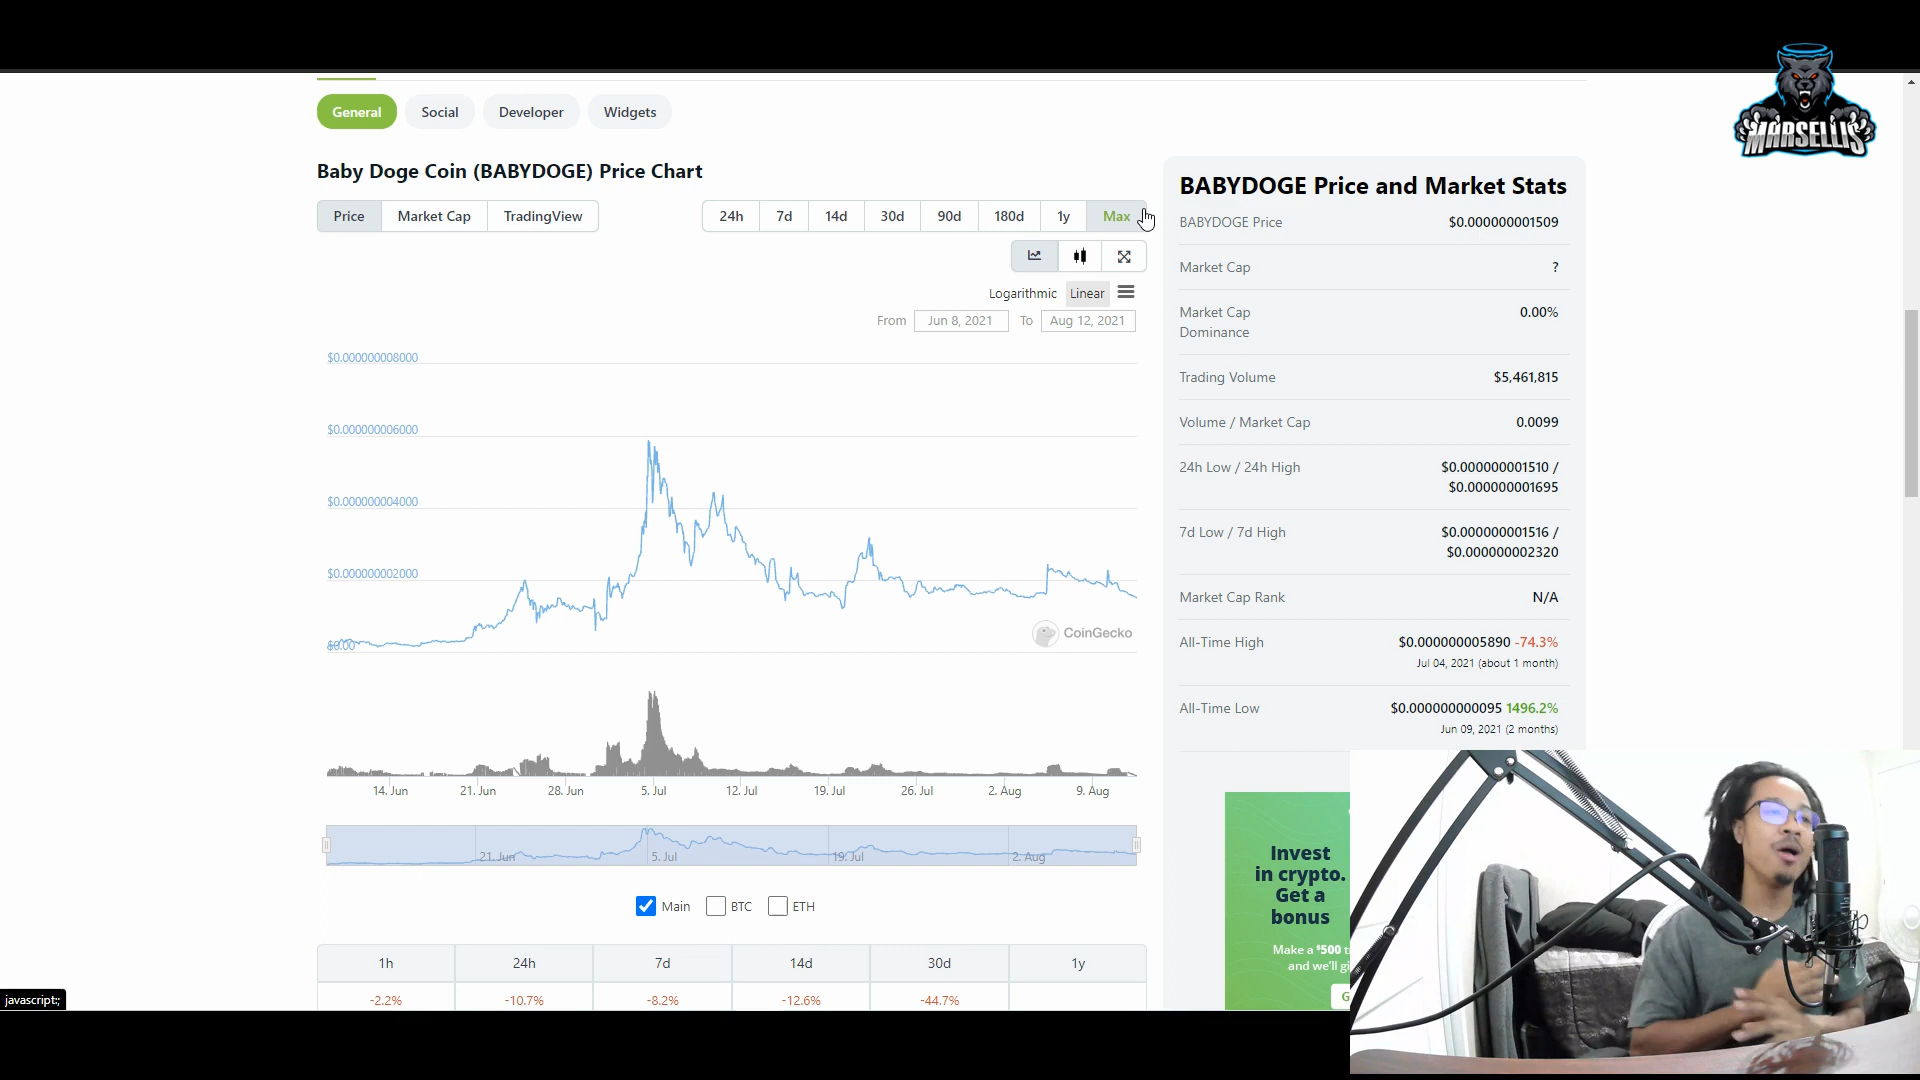 MARSELLIS
General
Social
Developer
Widgets
Baby Doge Coin (BABYDOGE) Price Chart
Price
Market Cap
TradingView
24h
7d
14d
30d
90d
180d
1y
Max
Logarithmic
Linear
From
Jun 8, 2021
To
Aug 12, 2021
$0.000000008000
$0.000000006000
$0.000000004000
$0.000000002000
$0.00
CoinGecko
14. Jun
21. Jun
28. Jun
5. Jul
12. Jul
19. Jul
26. Jul
2. Aug
9. Aug
21. Jun
5. Jul
19. Jul
2. Aug
Main
BTC
ETH
1h
24h
7d
14d
30d
1y
-2.2%
-10.7%
-8.2%
-12.6%
-44.7%
BABYDOGE Price and Market Stats
BABYDOGE Price
$0.000000001509
Market Cap
?
Market Cap
Dominance
0.00%
Trading Volume
$5,461,815
Volume / Market Cap
0.0099
24h Low / 24h High
$0.000000001510 /
$0.000000001695
7d Low / 7d High
$0.000000001516 /
$0.000000002320
Market Cap Rank
N/A
All-Time High
$0.000000005890 -74.3%
Jul 04, 2021 (about 1 month)
All-Time Low
$0.000000000095 1496.2%
Jun 09, 2021 (2 months)
Invest
in crypto.
Get a
bonus
Make a $500
and we'll
javascript:;